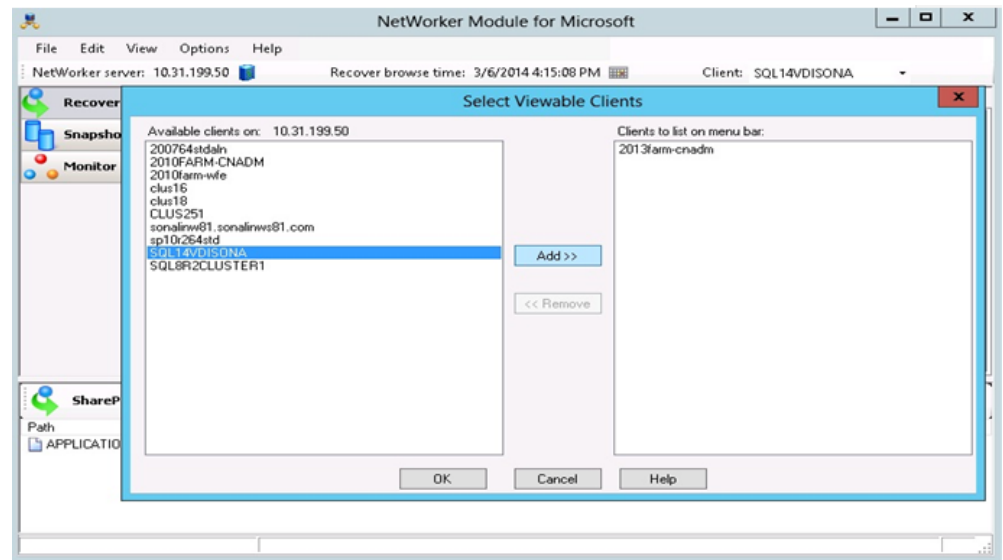 NetWorker Module for Microsoft
File Edit View Options Help
NetWorker server: 10.31.199.50 Recover browse time: 3/6/2014 4:15:08 PM Client: SQL14VDISONA
Recover
Select Viewable Clients
Snapsho
Monitor
Available clients on: 10.31.199.50
200764stdaln
2010FARM-CNADM
2010farm-wfe
clus16
clus18
CLUS251
sonalinw81.sonalinws81.com
sp10r264std
SQL14VDISONA
SQL8R2CLUSTER1
Add >>
<< Remove
Clients to list on menu bar:
2013farm-cnadm
ShareP
Path
APPLICATIO
OK Cancel Help